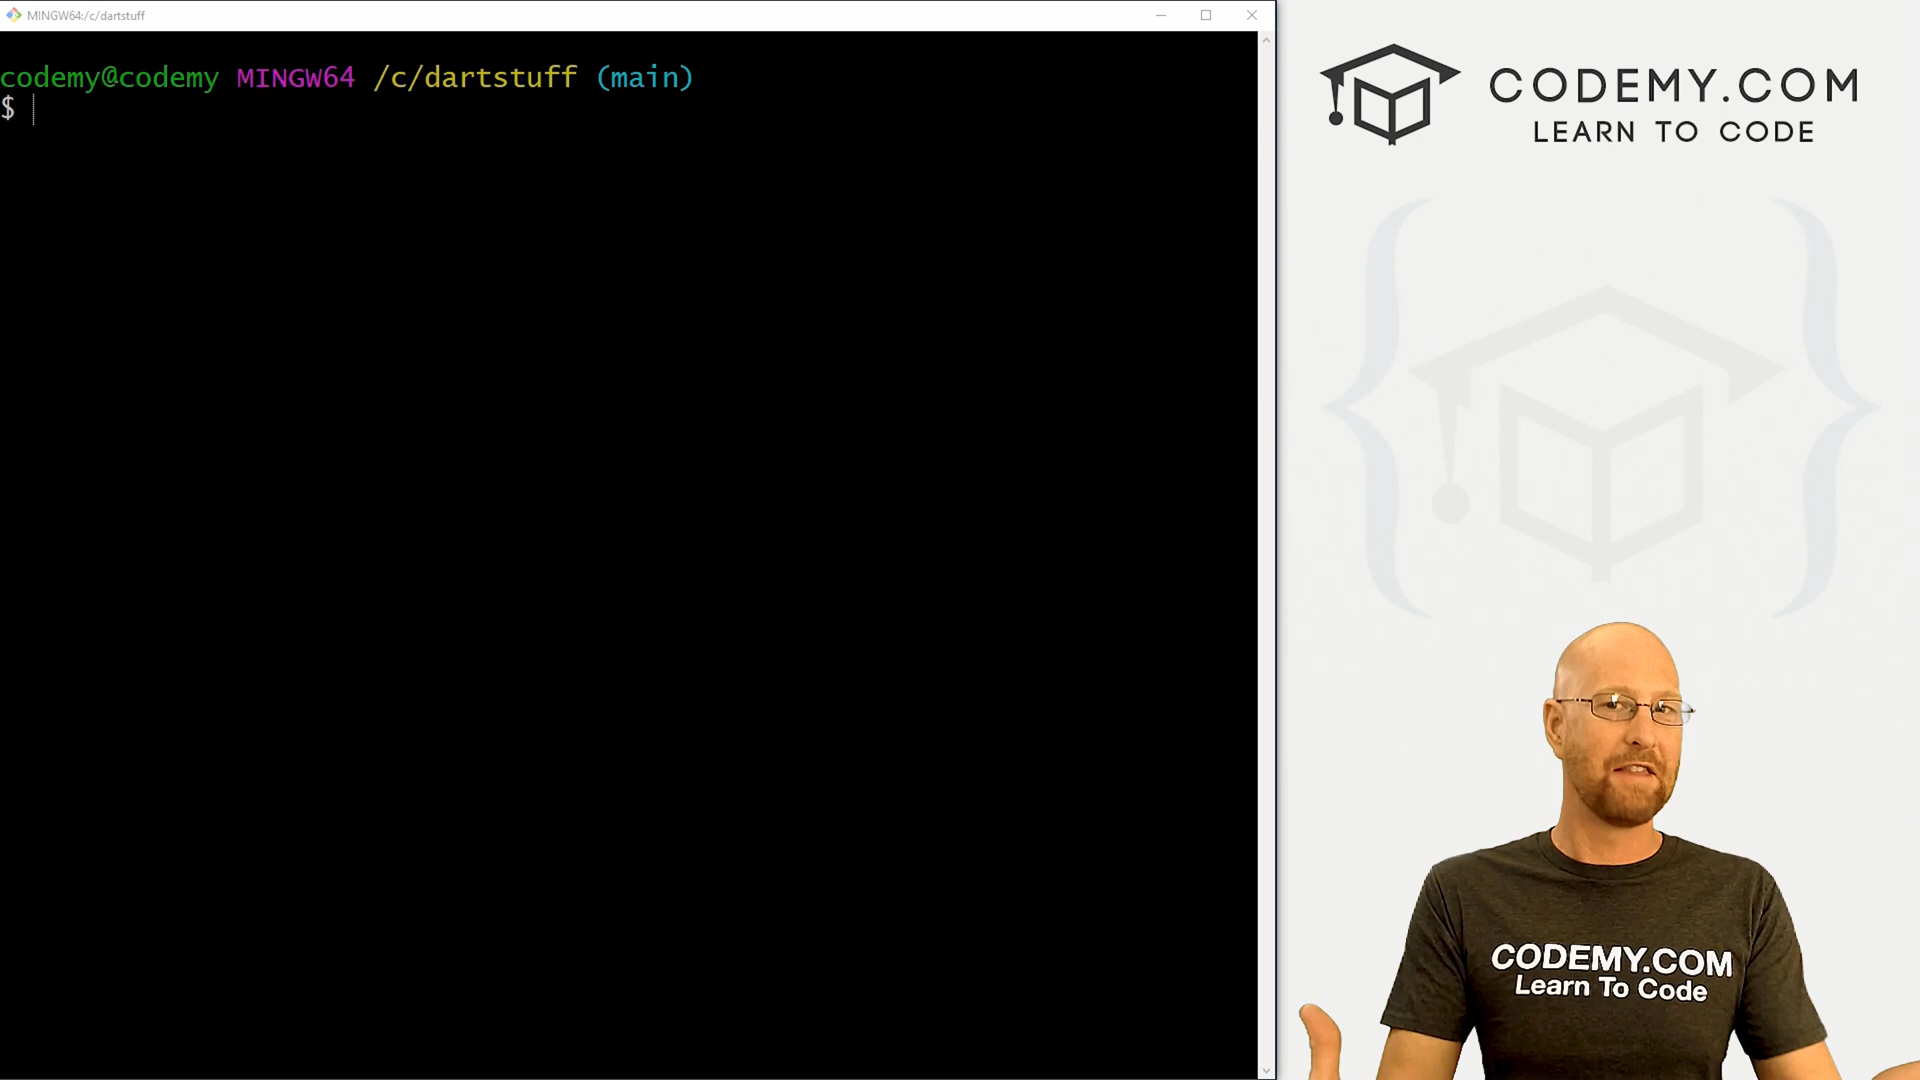 MINGW64:/c/dartstuff
codemy@codemy MINGW64 /c/dartstuff (main)
$
CODEMY.COM
LEARN TO CODE
CODEMY.COM
Learn To Code